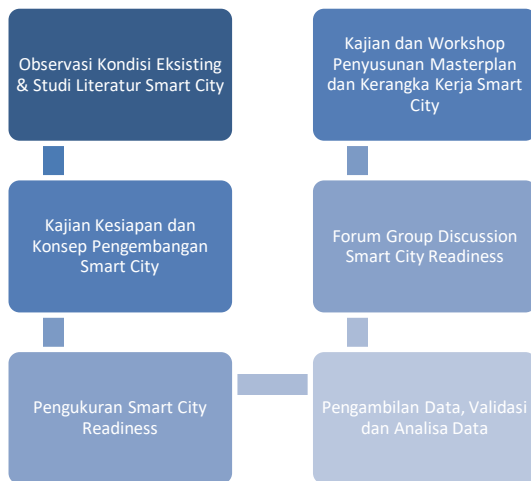 Observasi Kondisi Eksisting
& Studi Literatur Smart City
Kajian Kesiapan dan
Konsep Pengembangan
Smart City
Pengukuran Smart City
Readiness
Pengambilan Data, Validasi
dan Analisa Data
Forum Group Discussion
Smart City Readiness
Kajian dan Workshop
Penyusunan Masterplan
dan Kerangka Kerja Smart
City